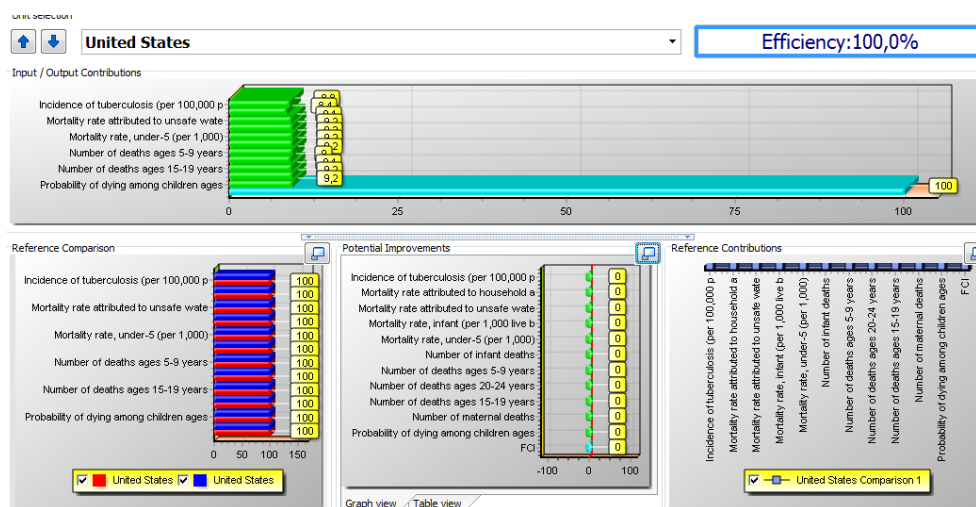 Unit selection
United States
Efficiency:100,0%
Input / Output Contributions
Incidence of tuberculosis (per 100,000 p
Mortality rate attributed to unsafe wate
Mortality rate, under-5 (per 1,000)
Number of deaths ages 5-9 years
Number of deaths ages 15-19 years
Probability of dying among children ages
9,2
100
0
25
50
75
100
Reference Comparison
Incidence of tuberculosis (per 100,000 p
Mortality rate attributed to unsafe wate
Mortality rate, under-5 (per 1,000)
Number of deaths ages 5-9 years
Number of deaths ages 15-19 years
Probability of dying among children ages
100
100
100
100
100
100
100
100
100
100
100
100
0
50
100
150
United States
United States
Potential Improvements
Incidence of tuberculosis (per 100,000 p
Mortality rate attributed to household a
Mortality rate attributed to unsafe wate
Mortality rate, infant (per 1,000 live b
Mortality rate, under-5 (per 1,000)
Number of infant deaths
Number of deaths ages 5-9 years
Number of deaths ages 20-24 years
Number of deaths ages 15-19 years
Number of maternal deaths
Probability of dying among children ages
FCI
0
0
0
0
0
0
0
0
0
0
0
0
-100
0
100
Graph view
Table view
Reference Contributions
Incidence of tuberculosis (per 100,000 p
Mortality rate attributed to household a
Mortality rate attributed to unsafe wate
Mortality rate, infant (per 1,000 live b
Mortality rate, under-5 (per 1,000)
Number of infant deaths
Number of deaths ages 5-9 years
Number of deaths ages 20-24 years
Number of deaths ages 15-19 years
Number of maternal deaths
Probability of dying among children ages
FCI
United States Comparison 1